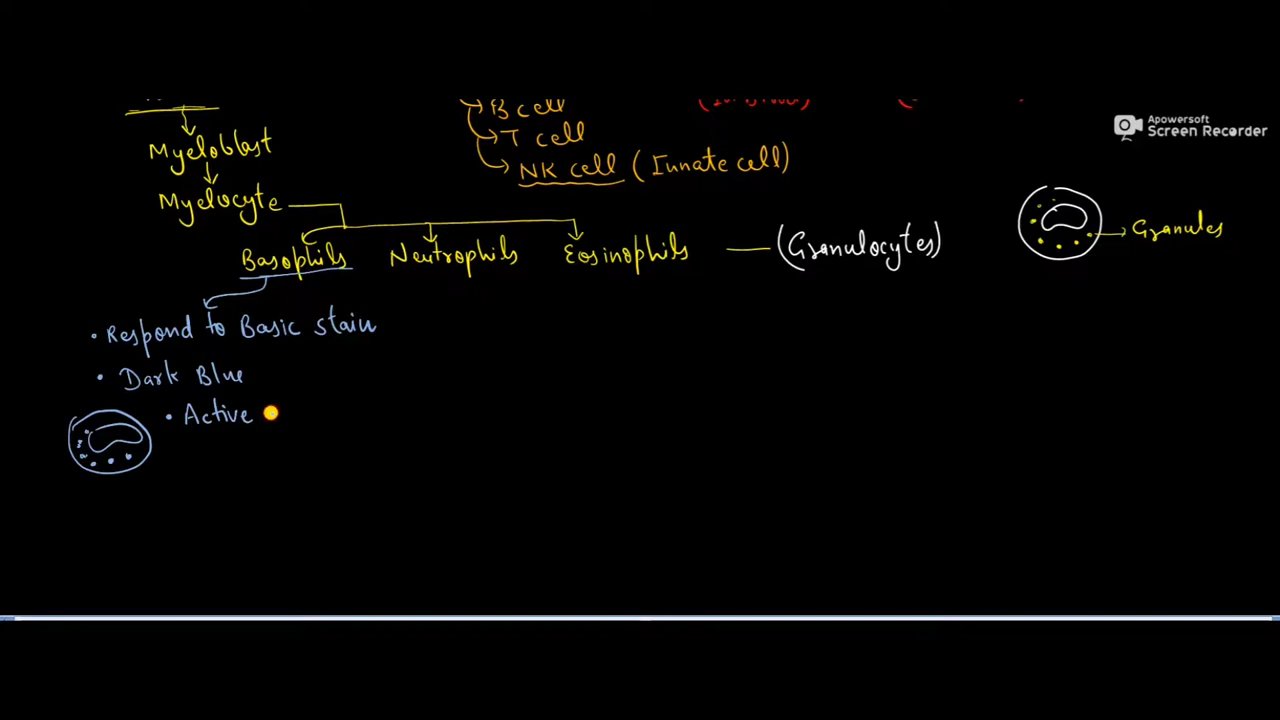 B cell
T cell
NK cell (Innate cell)
Myeloblast
Myelocyte
Basophils Neutrophils Eosinophils (Granulocytes)
Granules
• Respond to Basic stain
• Dark Blue
• Active
Apowersoft
Screen Recorder